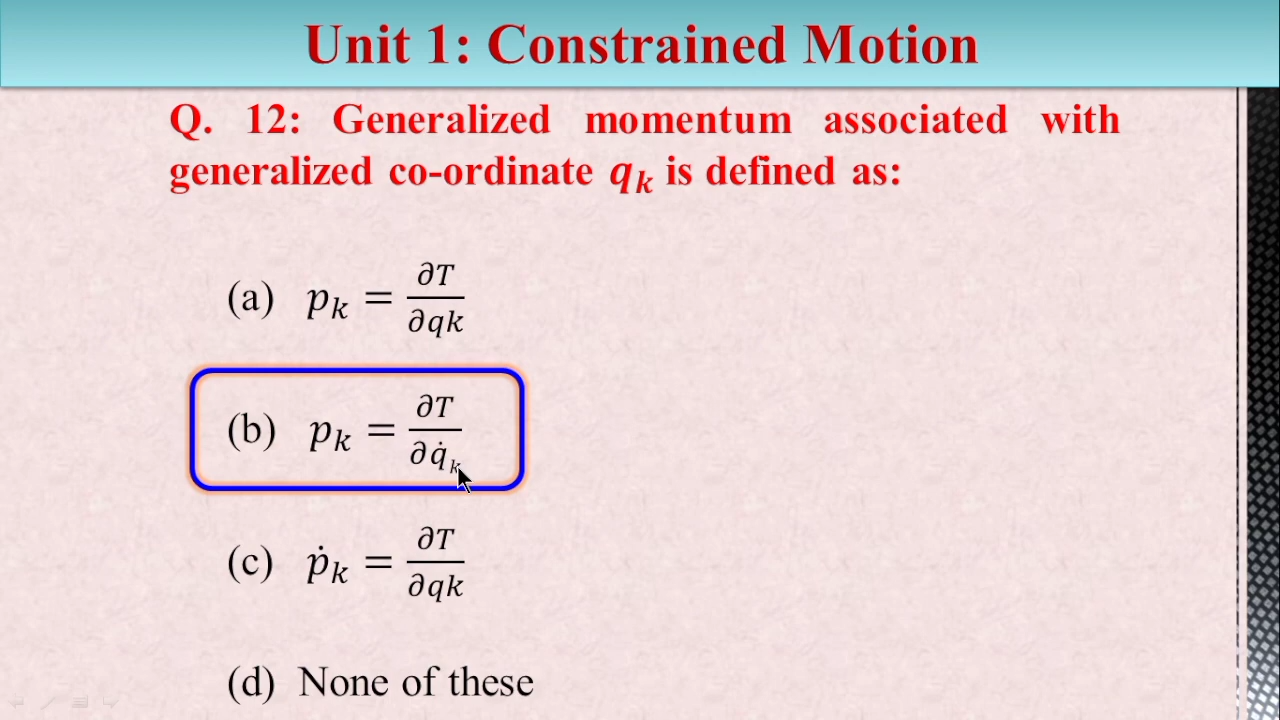 Unit 1: Constrained Motion
Q. 12: Generalized momentum associated with
generalized co-ordinate qₖ is defined as:
(a) pₖ = ∂T/∂qk
(b) pₖ = ∂T/∂q̇ₖ
(c) ṗₖ = ∂T/∂qk
(d) None of these